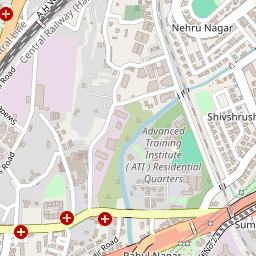 Nehru Nagar
Central Railway (Ha
Road
Shivshrush
Advanced
Training
Institute
( ATI ) Residential
Quarters
Road
Rahul Nagar
Sum